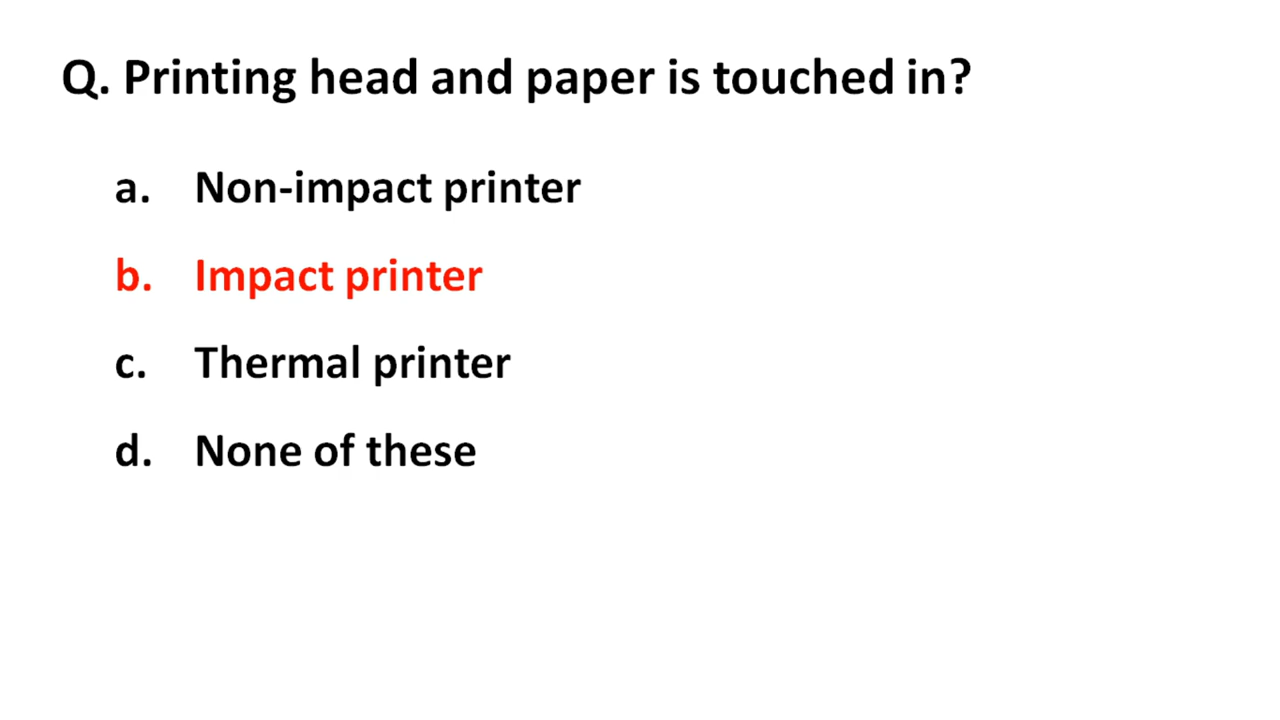 Q. Printing head and paper is touched in?
a. Non-impact printer
b. Impact printer
c. Thermal printer
d. None of these